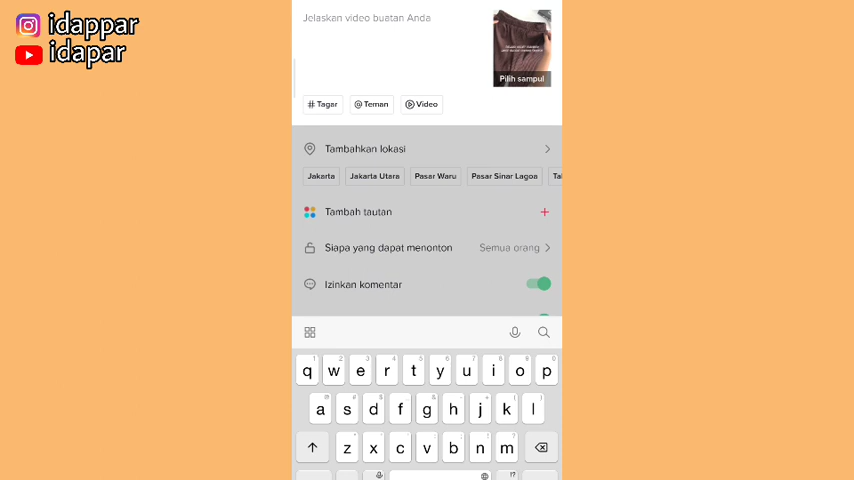 idappar
idapar
Jelaskan video buatan Anda
Pilih sampul
# Tagar
@ Teman
Video
Tambahkan lokasi
Jakarta
Jakarta Utara
Pasar Waru
Pasar Sinar Lagoa
Tambah tautan
+
Siapa yang dapat menonton
Semua orang
Izinkan komentar
q w e r t y u i o p
a s d f g h j k l
z x c v b n m